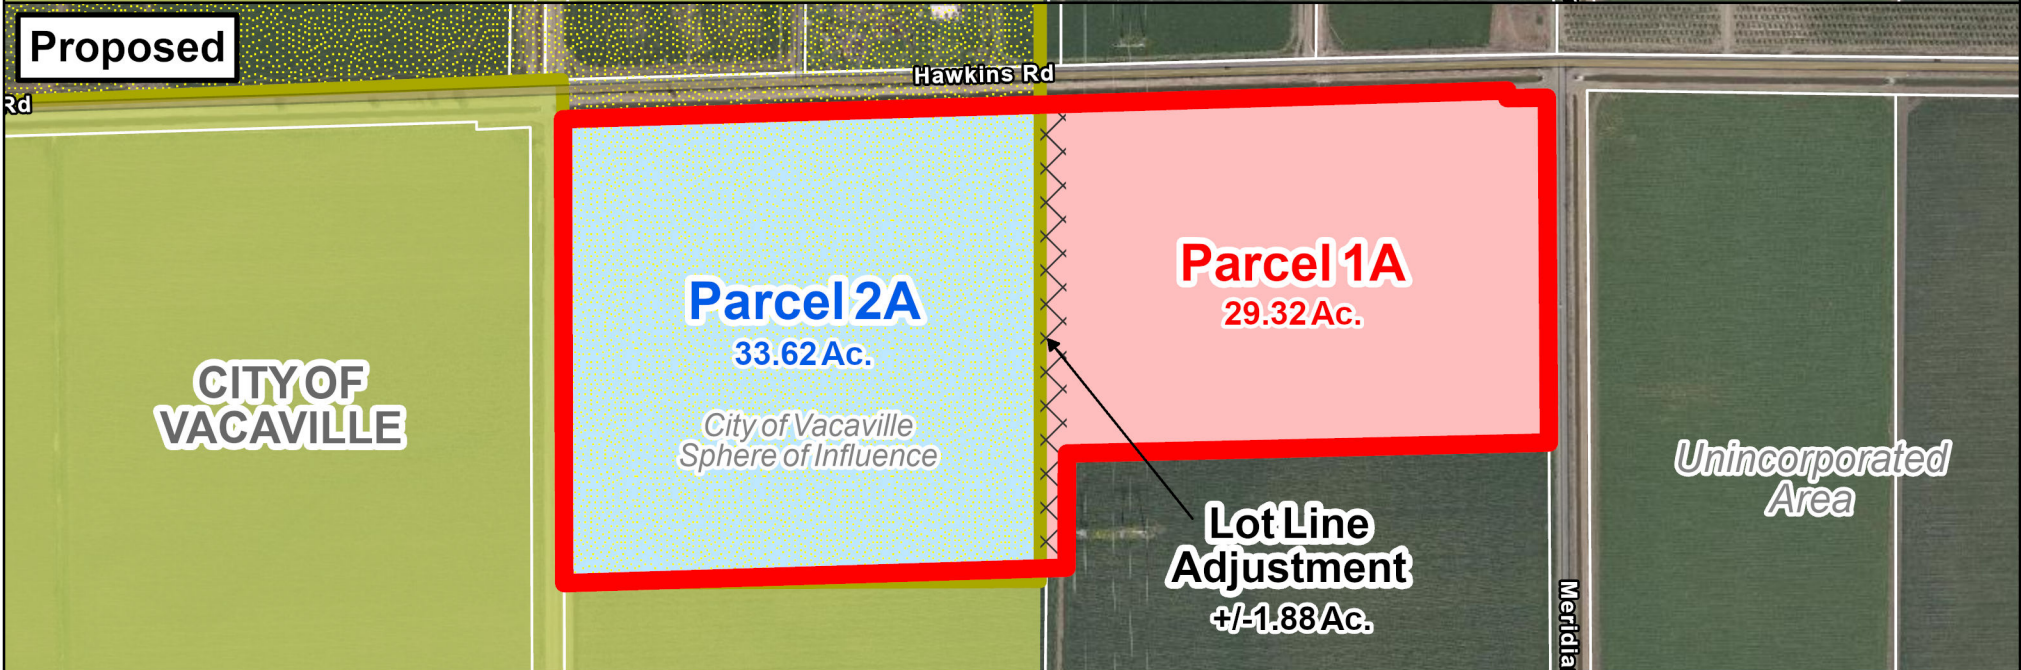 Proposed
Hawkins Rd
Rd
Parcel 1A
29.32 Ac.
Parcel 2A
33.62 Ac.
CITY OF
VACAVILLE
City of Vacaville
Sphere of Influence
Unincorporated
Area
Lot Line
Adjustment
+/-1.88 Ac.
Meridia